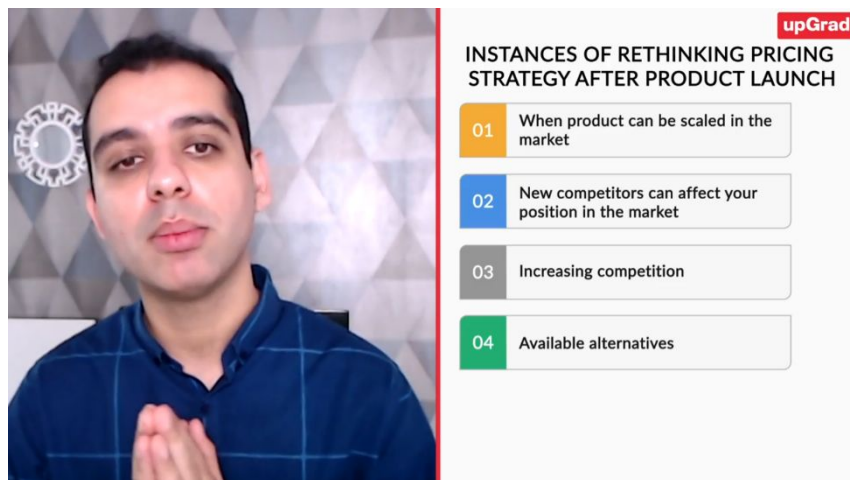 upGrad
INSTANCES OF RETHINKING PRICING
STRATEGY AFTER PRODUCT LAUNCH
01
When product can be scaled in the
market
02
New competitors can affect your
position in the market
03
Increasing competition
04
Available alternatives